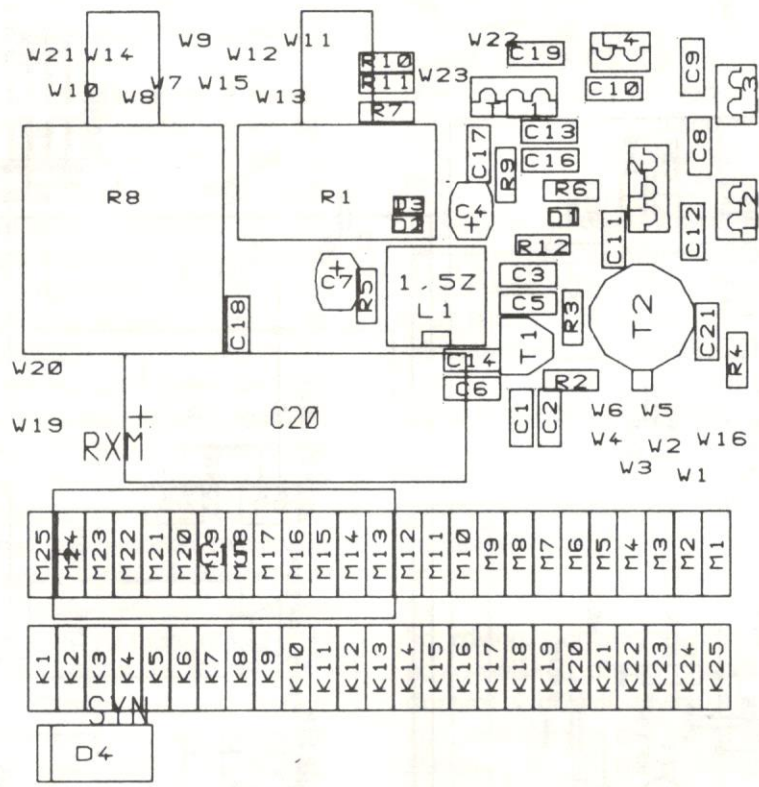 W9 W11 W22 4
W21 W14 W12 C19 C9
R10
W10 W8 W7 W15 W13 R11 W23 C10 3
R7 1
C13 C8
C17 R9 C16
R8 R1 D3 R6 2
D2 C4 + D1 C11 C12 2
R12
+ C7 R5 1.5Z C3
C18 L1 C5 R3 T2 C21
T1 R4
W20 C14
C6 R2
W19 + C20 C1 C2 W6 W5
RXM W4 W2 W16
W3 W1
M25 M24 M23 M22 M21 M20 M19 M18 M17 M16 M15 M14 M13 M12 M11 M10 M9 M8 M7 M6 M5 M4 M3 M2 M1
+ C15
K1 K2 K3 K4 K5 K6 K7 K8 K9 K10 K11 K12 K13 K14 K15 K16 K17 K18 K19 K20 K21 K22 K23 K24 K25
SYN
D4